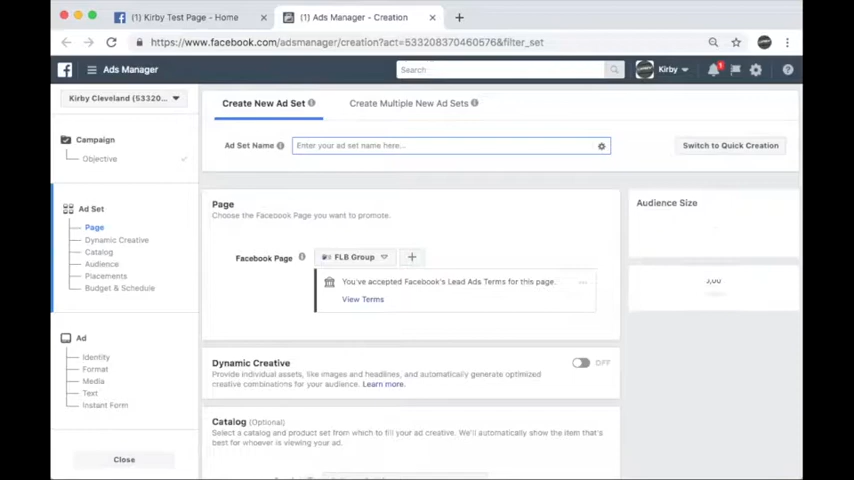 (1) Kirby Test Page - Home
(1) Ads Manager - Creation
https://www.facebook.com/adsmanager/creation?act=533208370460576&filter_set
Ads Manager
Search
Kirby
1
Kirby Cleveland (53320...
Campaign
Objective
Ad Set
Page
Dynamic Creative
Catalog
Audience
Placements
Budget & Schedule
Ad
Identity
Format
Media
Text
Instant Form
Close
Create New Ad Set
Create Multiple New Ad Sets
Ad Set Name
Enter your ad set name here...
Switch to Quick Creation
Page
Choose the Facebook Page you want to promote.
Facebook Page
FLB Group
You've accepted Facebook's Lead Ads Terms for this page.
View Terms
Dynamic Creative
OFF
Provide individual assets, like images and headlines, and automatically generate optimized
creative combinations for your audience. Learn more.
Catalog (Optional)
Select a catalog and product set from which to fill your ad creative. We'll automatically show the item that's
best for whoever is viewing your ad.
Audience Size